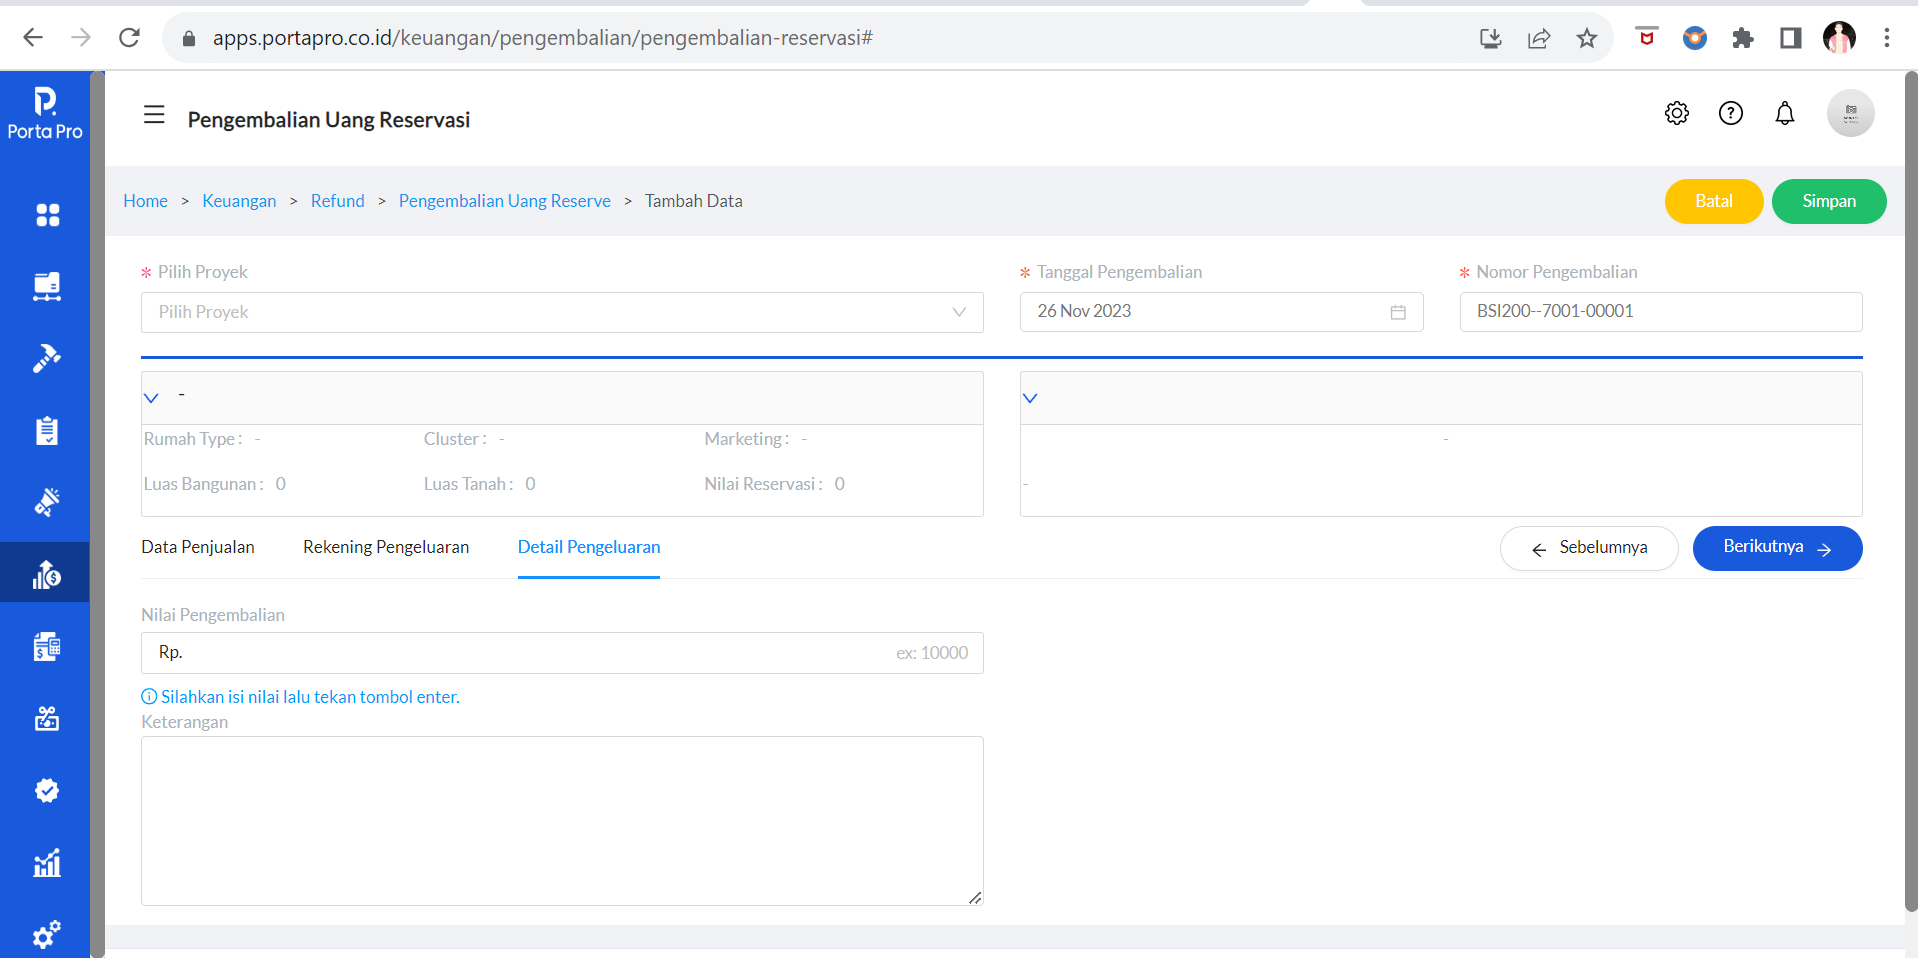 apps.portapro.co.id/keuangan/pengembalian/pengembalian-reservasi#
Porta Pro
Pengembalian Uang Reservasi
Home > Keuangan > Refund > Pengembalian Uang Reserve > Tambah Data
Batal
Simpan
* Pilih Proyek
* Tanggal Pengembalian
* Nomor Pengembalian
Pilih Proyek
26 Nov 2023
BSI200--7001-00001
-
Rumah Type : -
Cluster : -
Marketing : -
-
Luas Bangunan : 0
Luas Tanah : 0
Nilai Reservasi : 0
-
Data Penjualan
Rekening Pengeluaran
Detail Pengeluaran
Sebelumnya
Berikutnya
Nilai Pengembalian
Rp.
ex: 10000
Silahkan isi nilai lalu tekan tombol enter.
Keterangan